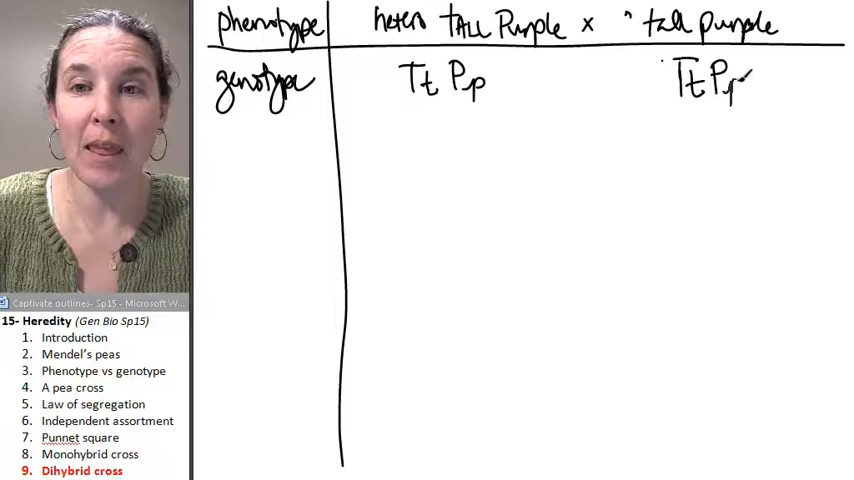 phenotype hetero TALL Purple x " tall purple
genotype Tt Pp Tt Pp
Captivate outlines- Sp15 - Microsoft W...
15- Heredity (Gen Bio Sp15)
1. Introduction
2. Mendel's peas
3. Phenotype vs genotype
4. A pea cross
5. Law of segregation
6. Independent assortment
7. Punnet square
8. Monohybrid cross
9. Dihybrid cross